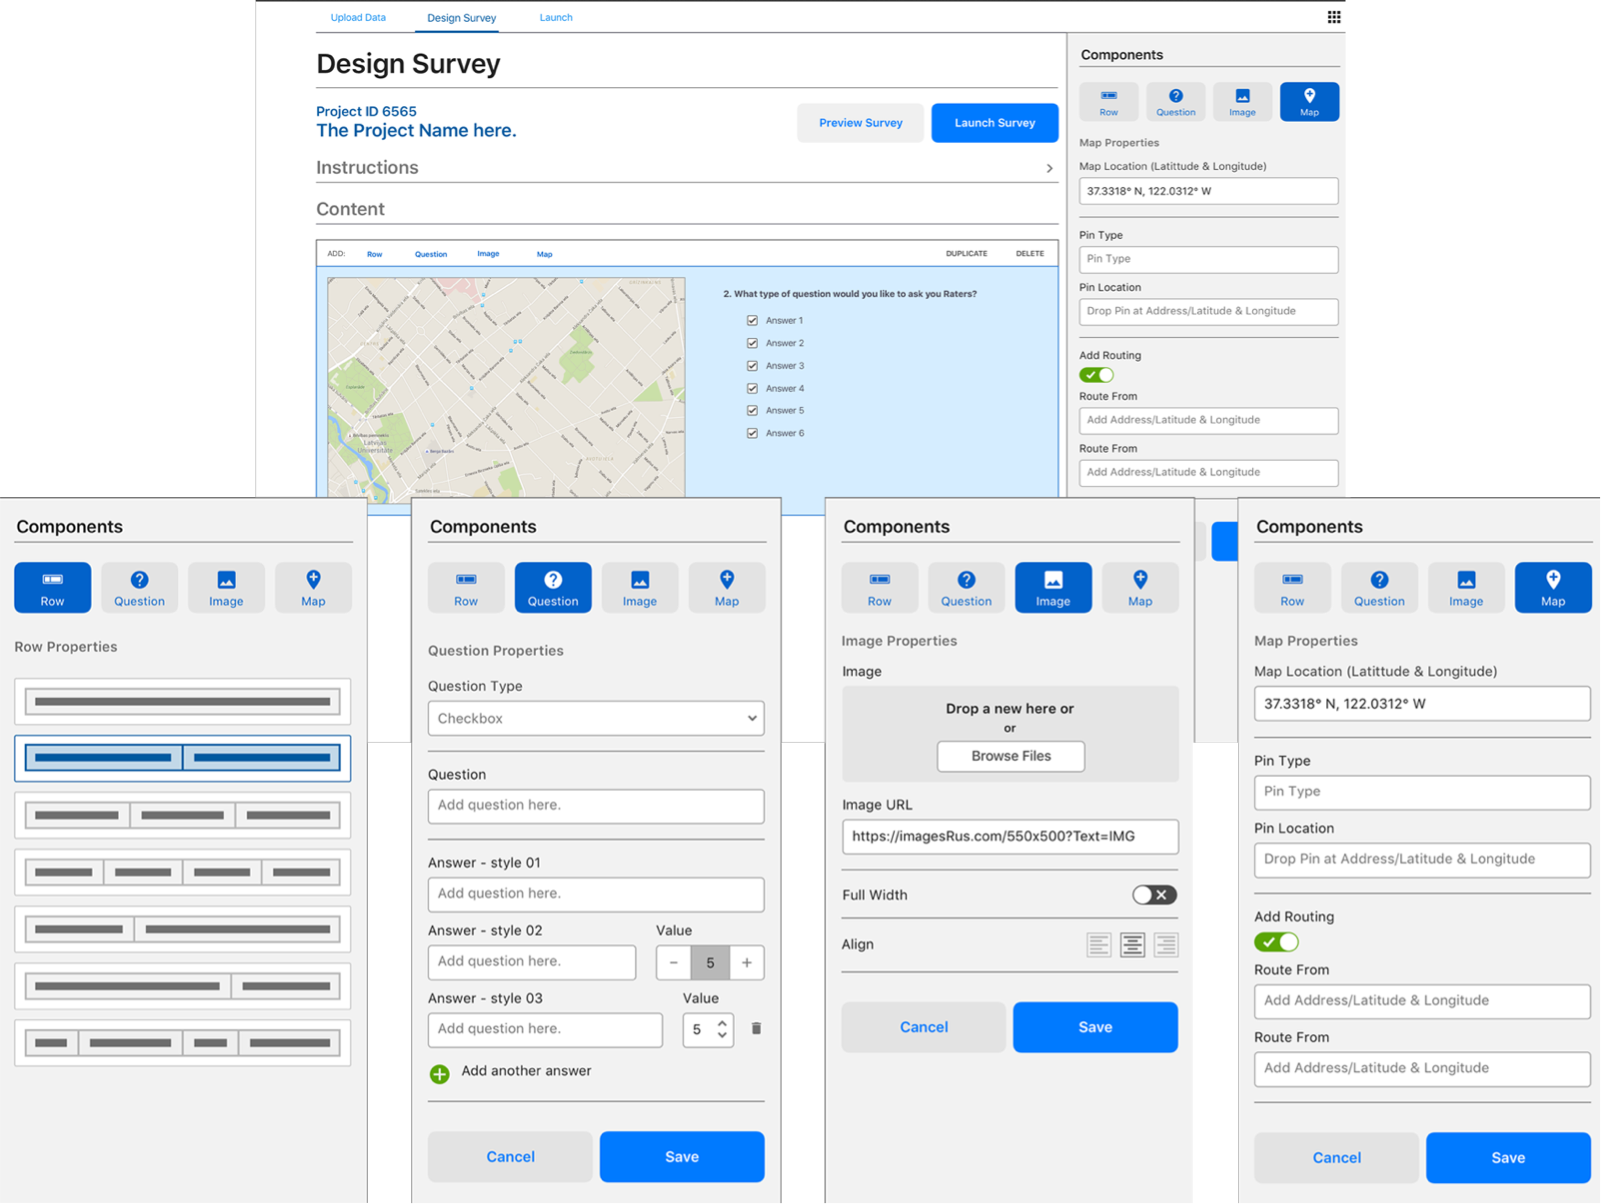 Upload Data
Design Survey
Launch
Design Survey
Project ID 6565
The Project Name here.
Preview Survey
Launch Survey
Instructions
Content
ADD:
Row
Question
Image
Map
DUPLICATE
DELETE
Latvijas
Universitāte
2. What type of question would you like to ask you Raters?
Answer 1
Answer 2
Answer 3
Answer 4
Answer 5
Answer 6
Components
Row
Question
Image
Map
Map Properties
Map Location (Latittude & Longitude)
37.3318° N, 122.0312° W
Pin Type
Pin Type
Pin Location
Drop Pin at Address/Latitude & Longitude
Add Routing
Route From
Add Address/Latitude & Longitude
Route From
Add Address/Latitude & Longitude
Components
Row
Question
Image
Map
Row Properties
Components
Row
Question
Image
Map
Question Properties
Question Type
Checkbox
Question
Add question here.
Answer - style 01
Add question here.
Answer - style 02
Value
Add question here.
− 5 +
Answer - style 03
Value
Add question here.
5
Add another answer
Cancel
Save
Components
Row
Question
Image
Map
Image Properties
Image
Drop a new here or
or
Browse Files
Image URL
https://imagesRus.com/550x500?Text=IMG
Full Width
Align
Cancel
Save
Components
Row
Question
Image
Map
Map Properties
Map Location (Latittude & Longitude)
37.3318° N, 122.0312° W
Pin Type
Pin Type
Pin Location
Drop Pin at Address/Latitude & Longitude
Add Routing
Route From
Add Address/Latitude & Longitude
Route From
Add Address/Latitude & Longitude
Cancel
Save